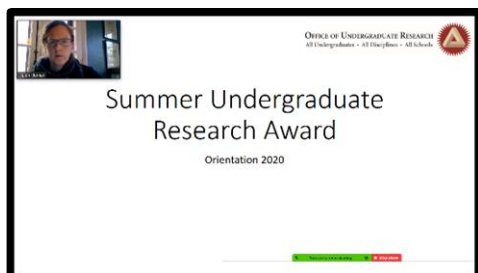 OFFICE OF UNDERGRADUATE RESEARCH
All Undergraduates • All Disciplines • All Schools
Summer Undergraduate
Research Award
Orientation 2020